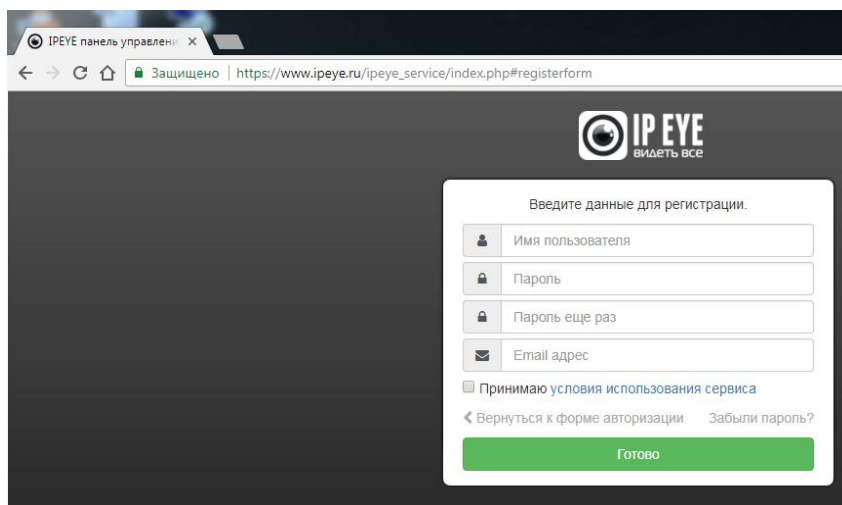 IPEYE панель управлени
Защищено | https://www.ipeye.ru/ipeye_service/index.php#registerform
IP EYE
видеть все
Введите данные для регистрации.
Имя пользователя
Пароль
Пароль еще раз
Email адрес
Принимаю условия использования сервиса
Вернуться к форме авторизации Забыли пароль?
Готово